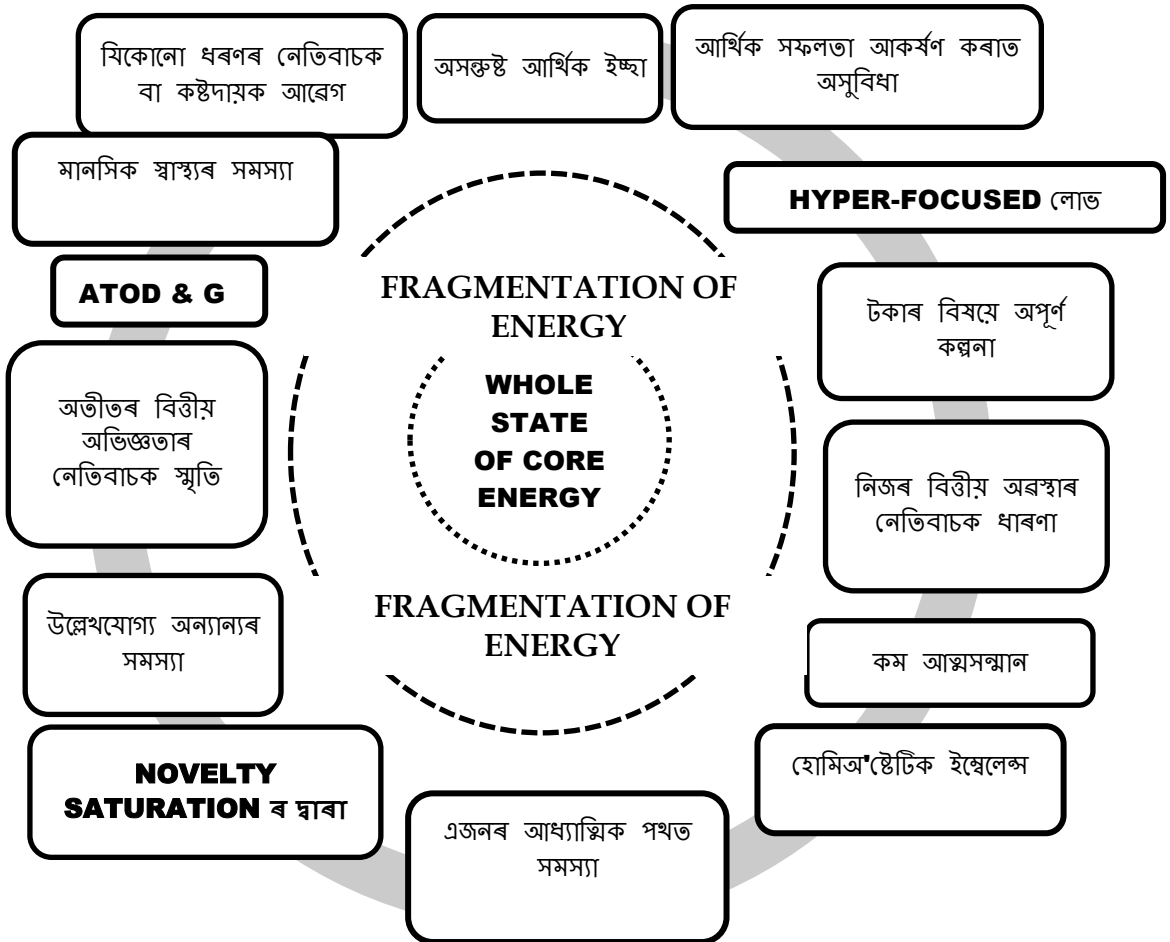 যিকোনো ধৰণৰ নেতিবাচক
বা কষ্টদায়ক আৱেগ
অসন্তুষ্ট আৰ্থিক ইচ্ছা
আৰ্থিক সফলতা আকৰ্ষণ কৰাত
অসুবিধা
মানসিক স্বাস্থ্যৰ সমস্যা
HYPER-FOCUSED লোভ
ATOD & G
FRAGMENTATION OF
ENERGY
টকাৰ বিষয়ে অপূৰ্ণ
কল্পনা
WHOLE
STATE
OF CORE
ENERGY
অতীতৰ বিত্তীয়
অভিজ্ঞতাৰ
নেতিবাচক স্মৃতি
নিজৰ বিত্তীয় অৱস্থাৰ
নেতিবাচক ধাৰণা
FRAGMENTATION OF
ENERGY
উল্লেখযোগ্য অন্যান্যৰ
সমস্যা
কম আত্মসন্মান
NOVELTY
SATURATION ৰ দ্বাৰা
হোমিঅ'ষ্টেটিক ইম্বেলেন্স
এজনৰ আধ্যাত্মিক পথত
সমস্যা